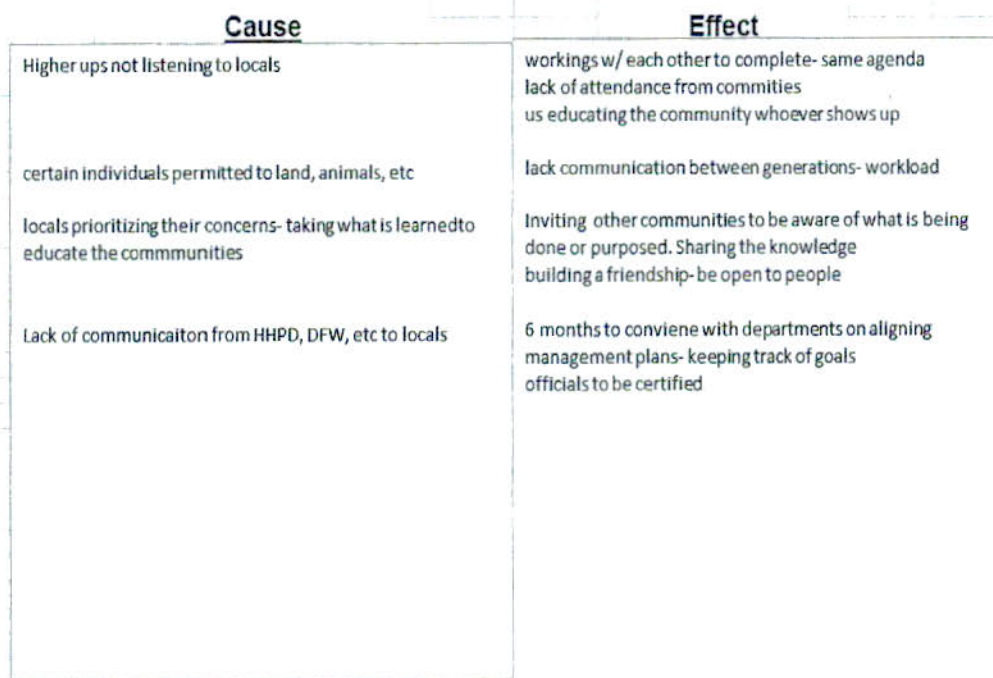 Cause
Higher ups not listening to locals
certain individuals permitted to land, animals, etc
locals prioritizing their concerns- taking what is learnedto
educate the commmunities
Lack of communicaiton from HHPD, DFW, etc to locals
Effect
workings w/ each other to complete- same agenda
lack of attendance from commities
us educating the community whoever shows up
lack communication between generations- workload
Inviting other communities to be aware of what is being
done or purposed. Sharing the knowledge
building a friendship- be open to people
6 months to conviene with departments on aligning
management plans- keeping track of goals
officials to be certified